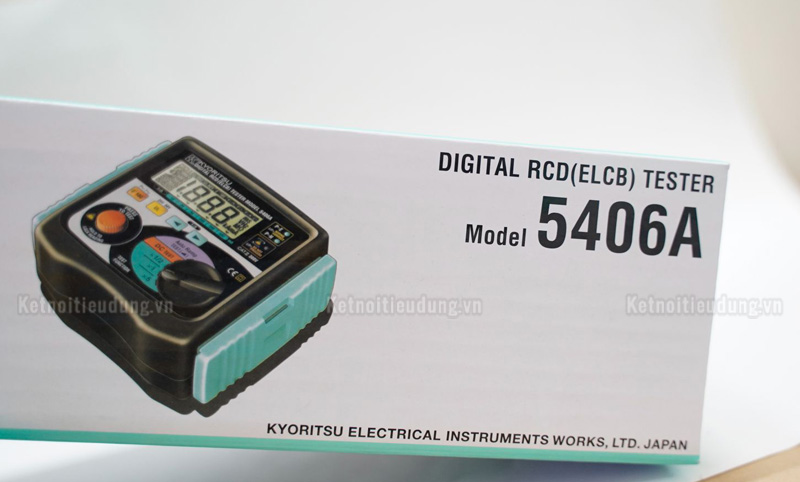 DIGITAL RCD(ELCB) TESTER
Model 5406A
Ketnoitieudung.vn Ketnoitieudung.vn Ketnoitieudung.vn
KYORITSU ELECTRICAL INSTRUMENTS WORKS, LTD. JAPAN